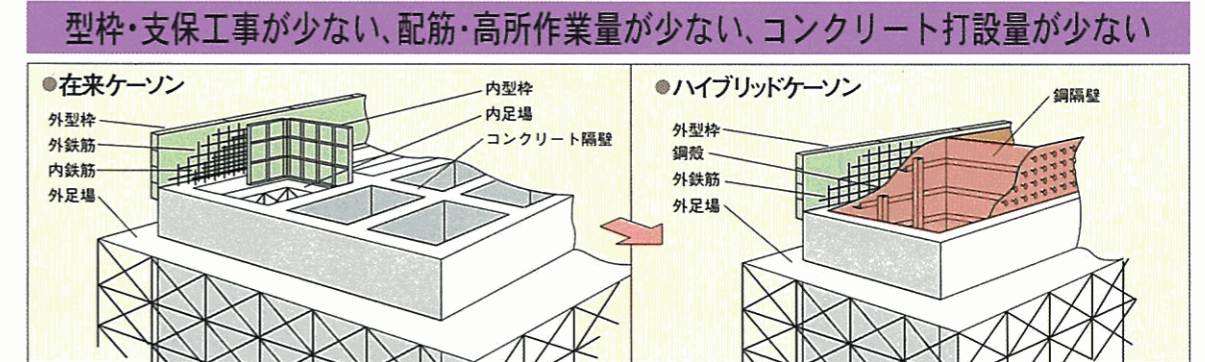 型枠・支保工事が少ない、配筋・高所作業量が少ない、コンクリート打設量が少ない
●在来ケーソン
外型枠
外鉄筋
内鉄筋
外足場
内型枠
内足場
コンクリート隔壁
●ハイブリッドケーソン
外型枠
鋼殻
外鉄筋
外足場
鋼隔壁